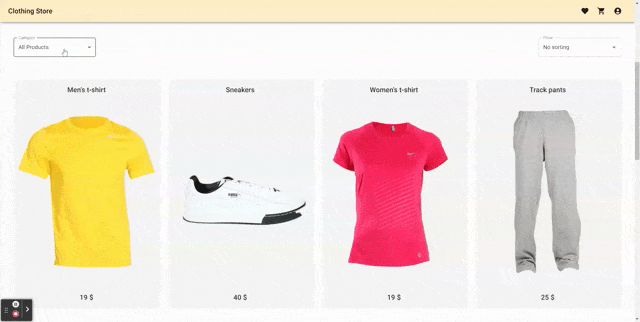 Clothing Store
Category
All Products
Price
No sorting
Men's t-shirt
Sneakers
Women's t-shirt
Track pants
19 $
40 $
19 $
25 $